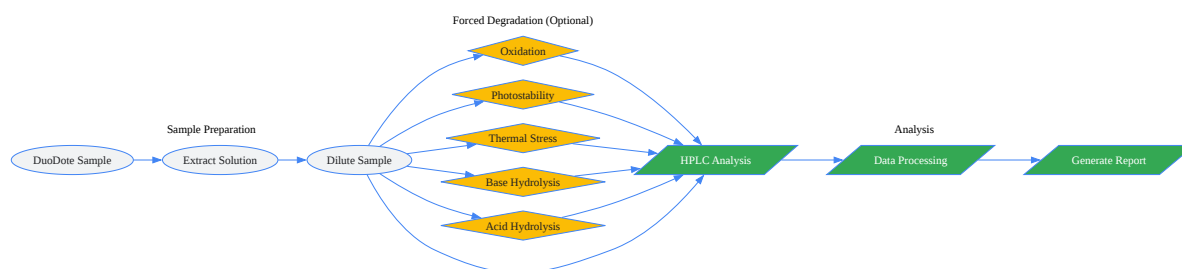 Forced Degradation (Optional)
Oxidation
Photostability
Sample Preparation
Analysis
Thermal Stress
DuoDote Sample
Extract Solution
Dilute Sample
HPLC Analysis
Data Processing
Generate Report
Base Hydrolysis
Acid Hydrolysis